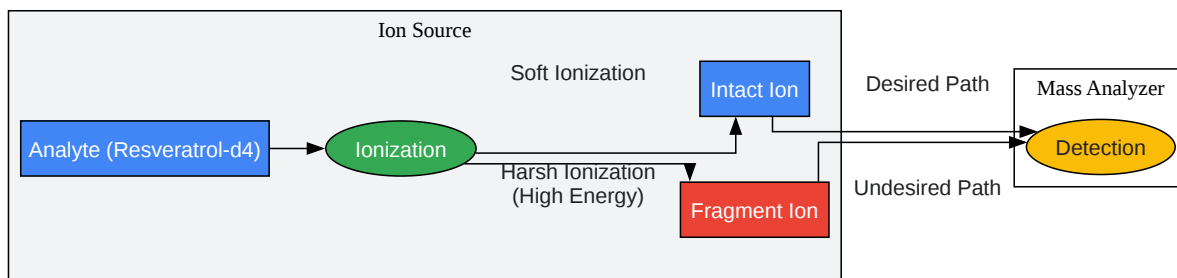 Ion Source
Soft Ionization
Intact Ion
Desired Path
Mass Analyzer
Analyte (Resveratrol-d4)
Ionization
Detection
Harsh Ionization
(High Energy)
Undesired Path
Fragment Ion